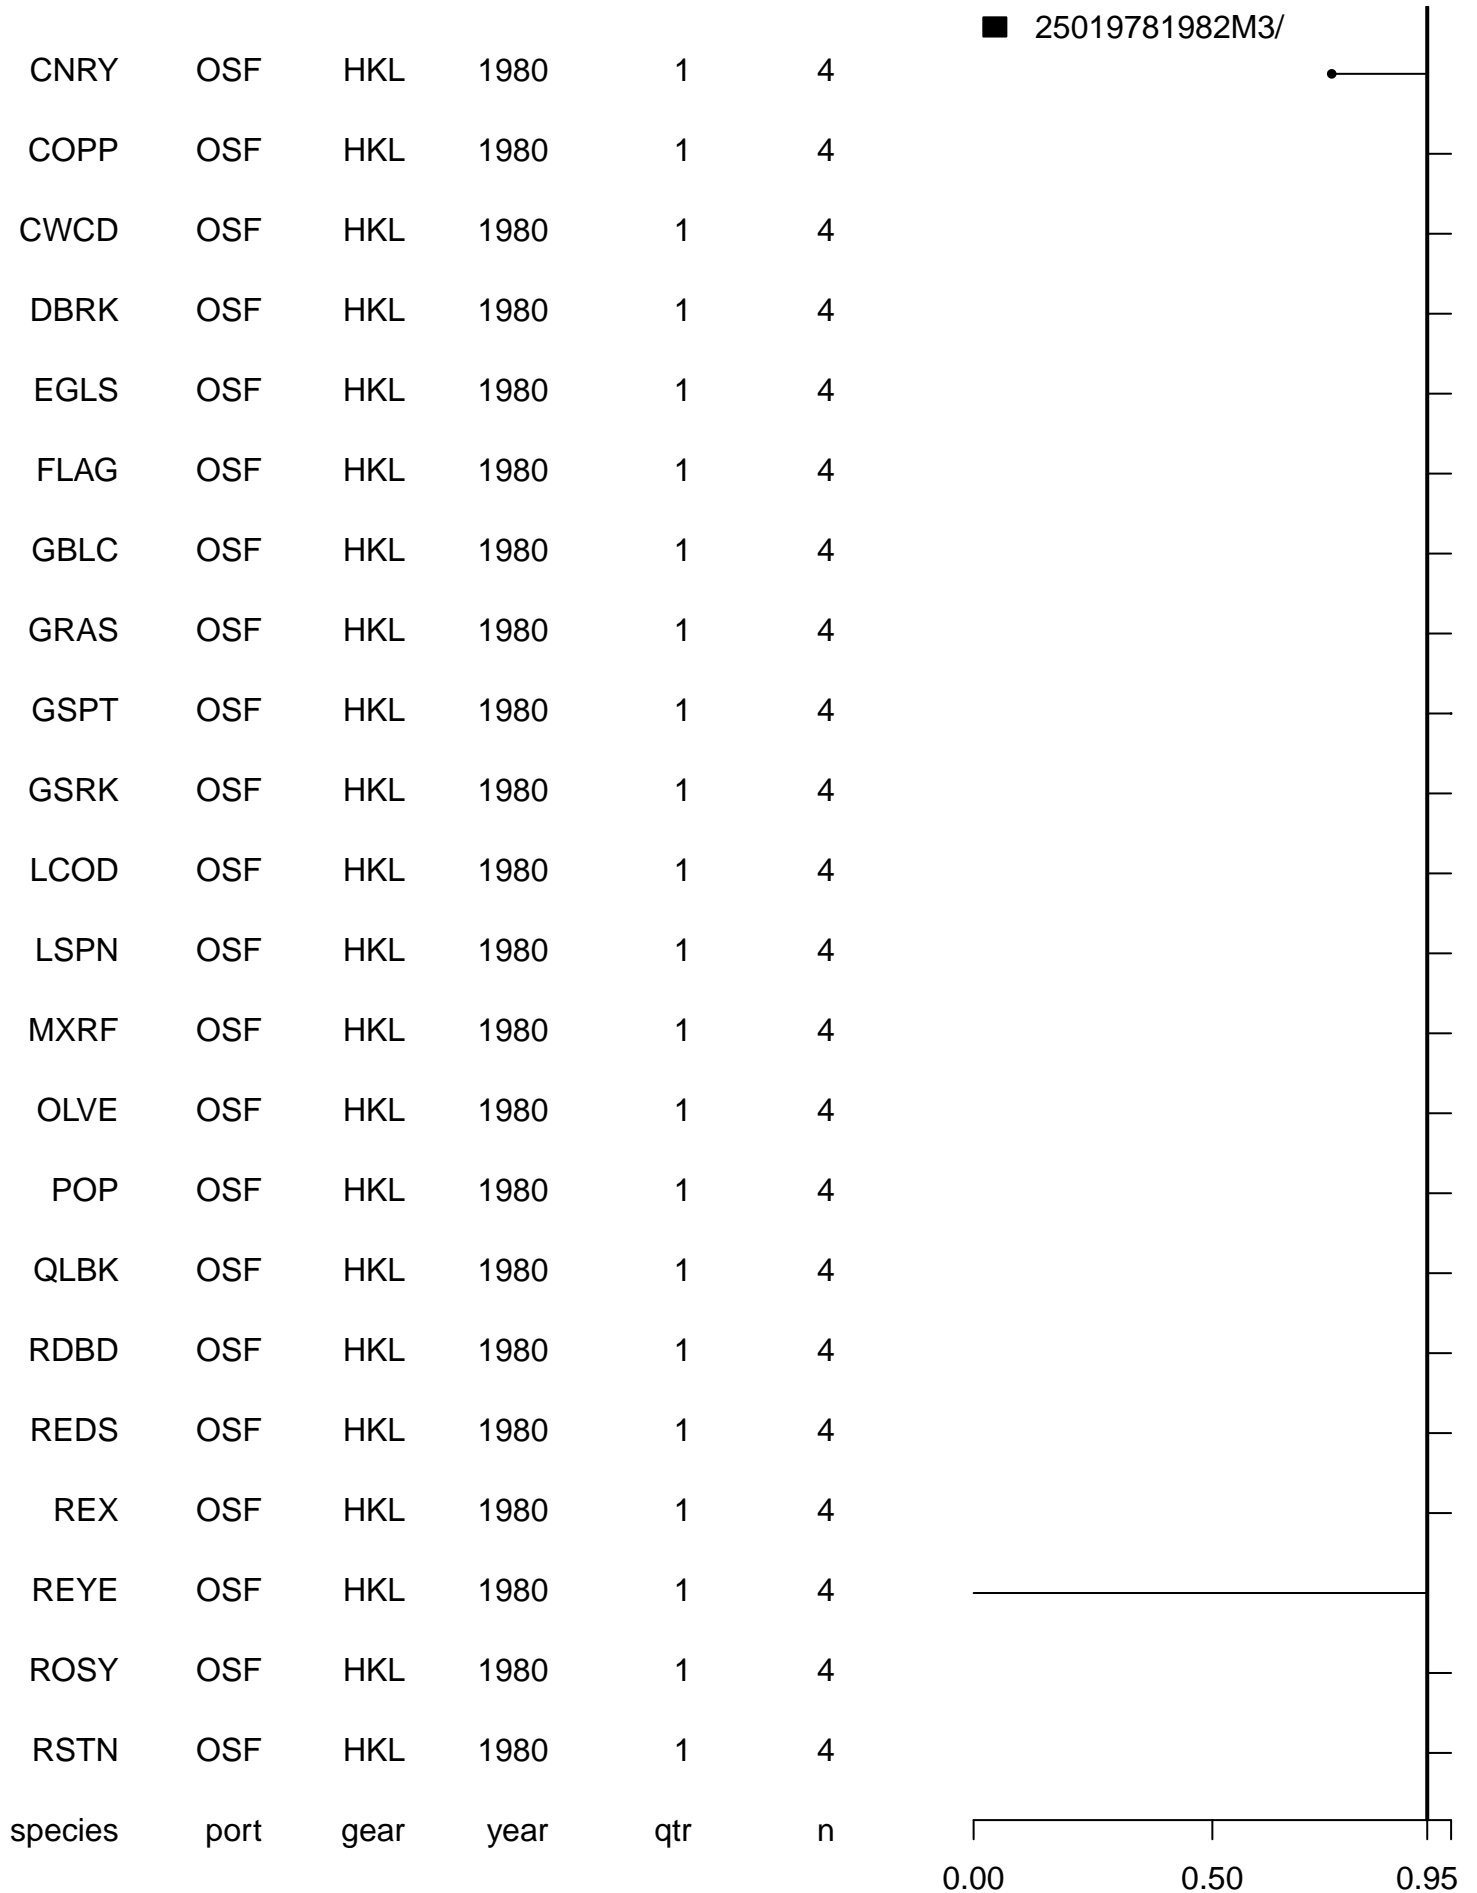 25019781982M3/
CNRY OSF HKL 1980 1 4
COPP OSF HKL 1980 1 4
CWCD OSF HKL 1980 1 4
DBRK OSF HKL 1980 1 4
EGLS OSF HKL 1980 1 4
FLAG OSF HKL 1980 1 4
GBLC OSF HKL 1980 1 4
GRAS OSF HKL 1980 1 4
GSPT OSF HKL 1980 1 4
GSRK OSF HKL 1980 1 4
LCOD OSF HKL 1980 1 4
LSPN OSF HKL 1980 1 4
MXRF OSF HKL 1980 1 4
OLVE OSF HKL 1980 1 4
POP OSF HKL 1980 1 4
QLBK OSF HKL 1980 1 4
RDBD OSF HKL 1980 1 4
REDS OSF HKL 1980 1 4
REX OSF HKL 1980 1 4
REYE OSF HKL 1980 1 4
ROSY OSF HKL 1980 1 4
RSTN OSF HKL 1980 1 4
species port gear year qtr n
0.00 0.50 0.95